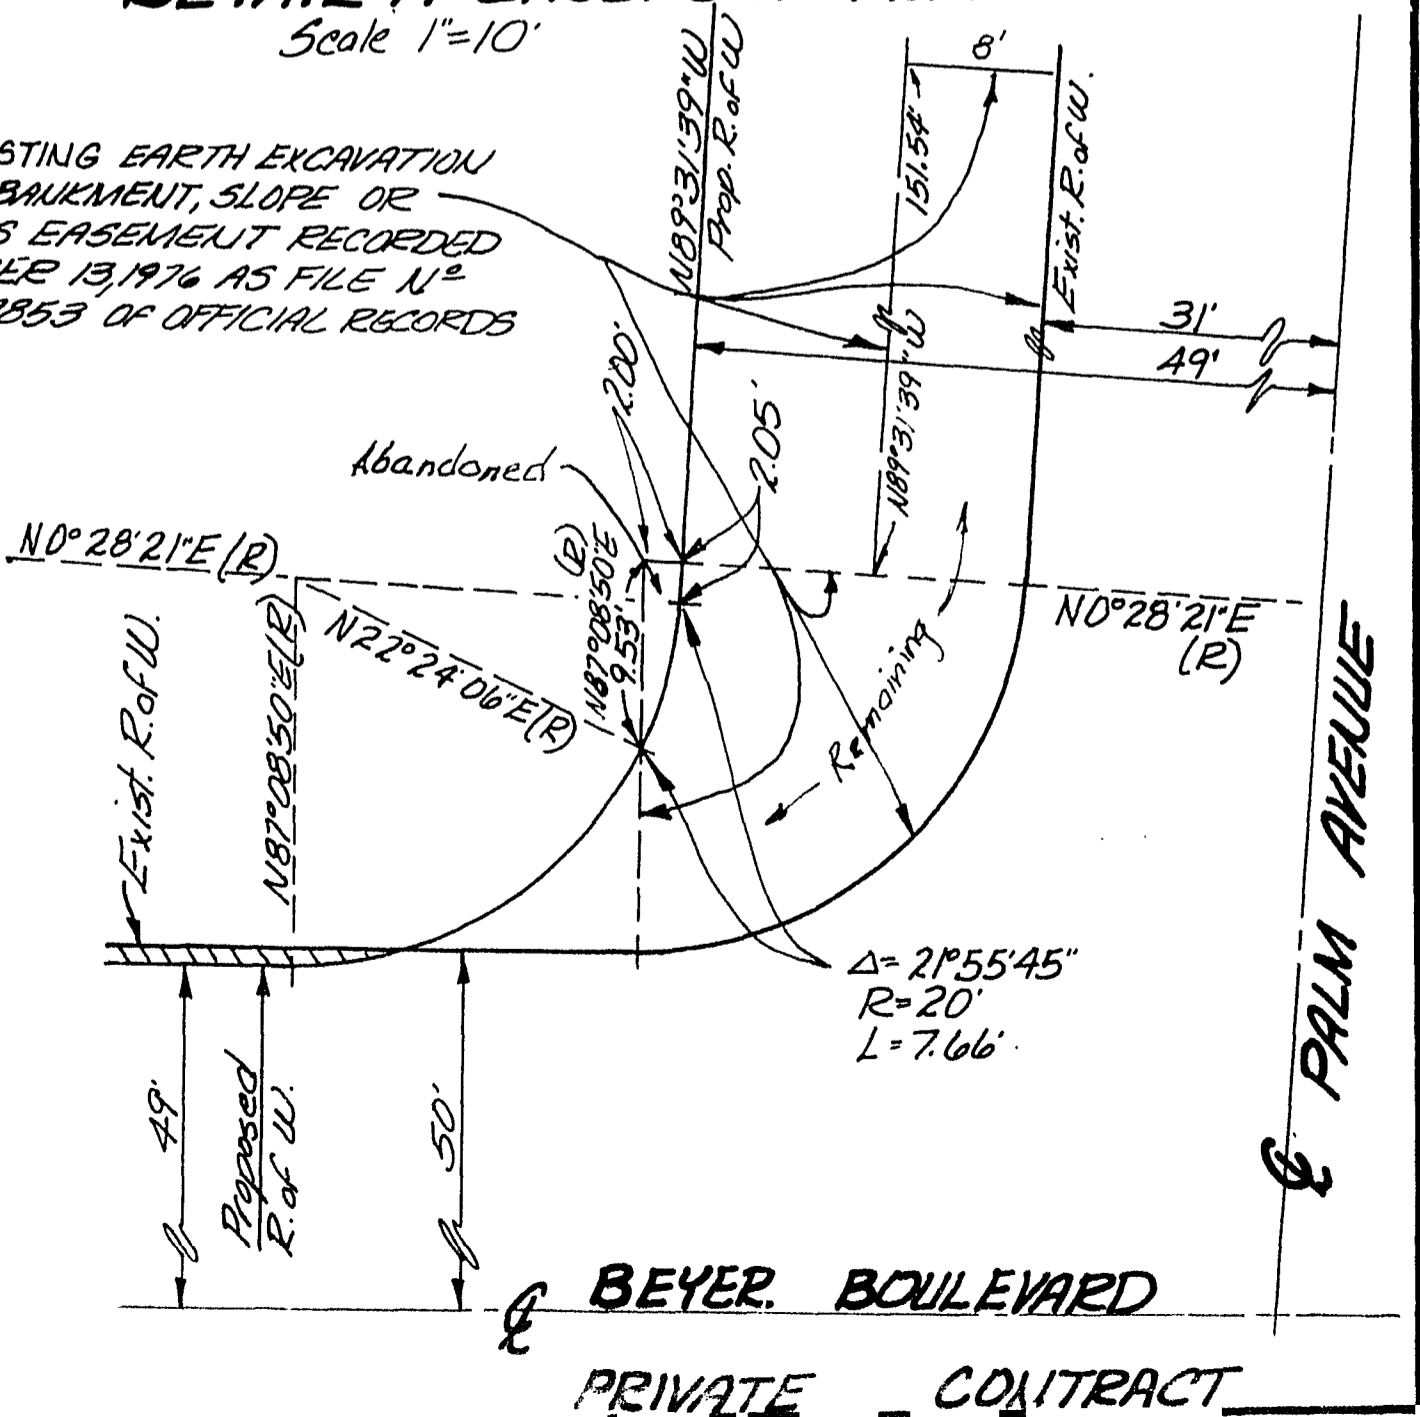 Scale 1"=10'
STING EARTH EXCAVATION
BANKMENT, SLOPE OR
S EASEMENT RECORDED
ER 13, 1976 AS FILE Nº
2853 OF OFFICIAL RECORDS
N89°31'39"W
Prop. R. of W
8'
151.54'
Exist. R. of W.
31'
49'
N89°31'39"W
2.00'
2.05'
Abandoned
N0°28'21"E (R)
N87°08'50"E
(R)
9.53'
N0°28'21"E
(R)
N22°24'06"E (R)
N87°08'50"E (R)
Exist. R. of W.
Remaining
Δ= 21°55'45"
R=20'
L=7.66'
49'
Proposed
R. of W.
50'
℄ PALM AVENUE
℄ BEYER. BOULEVARD
PRIVATE CONTRACT